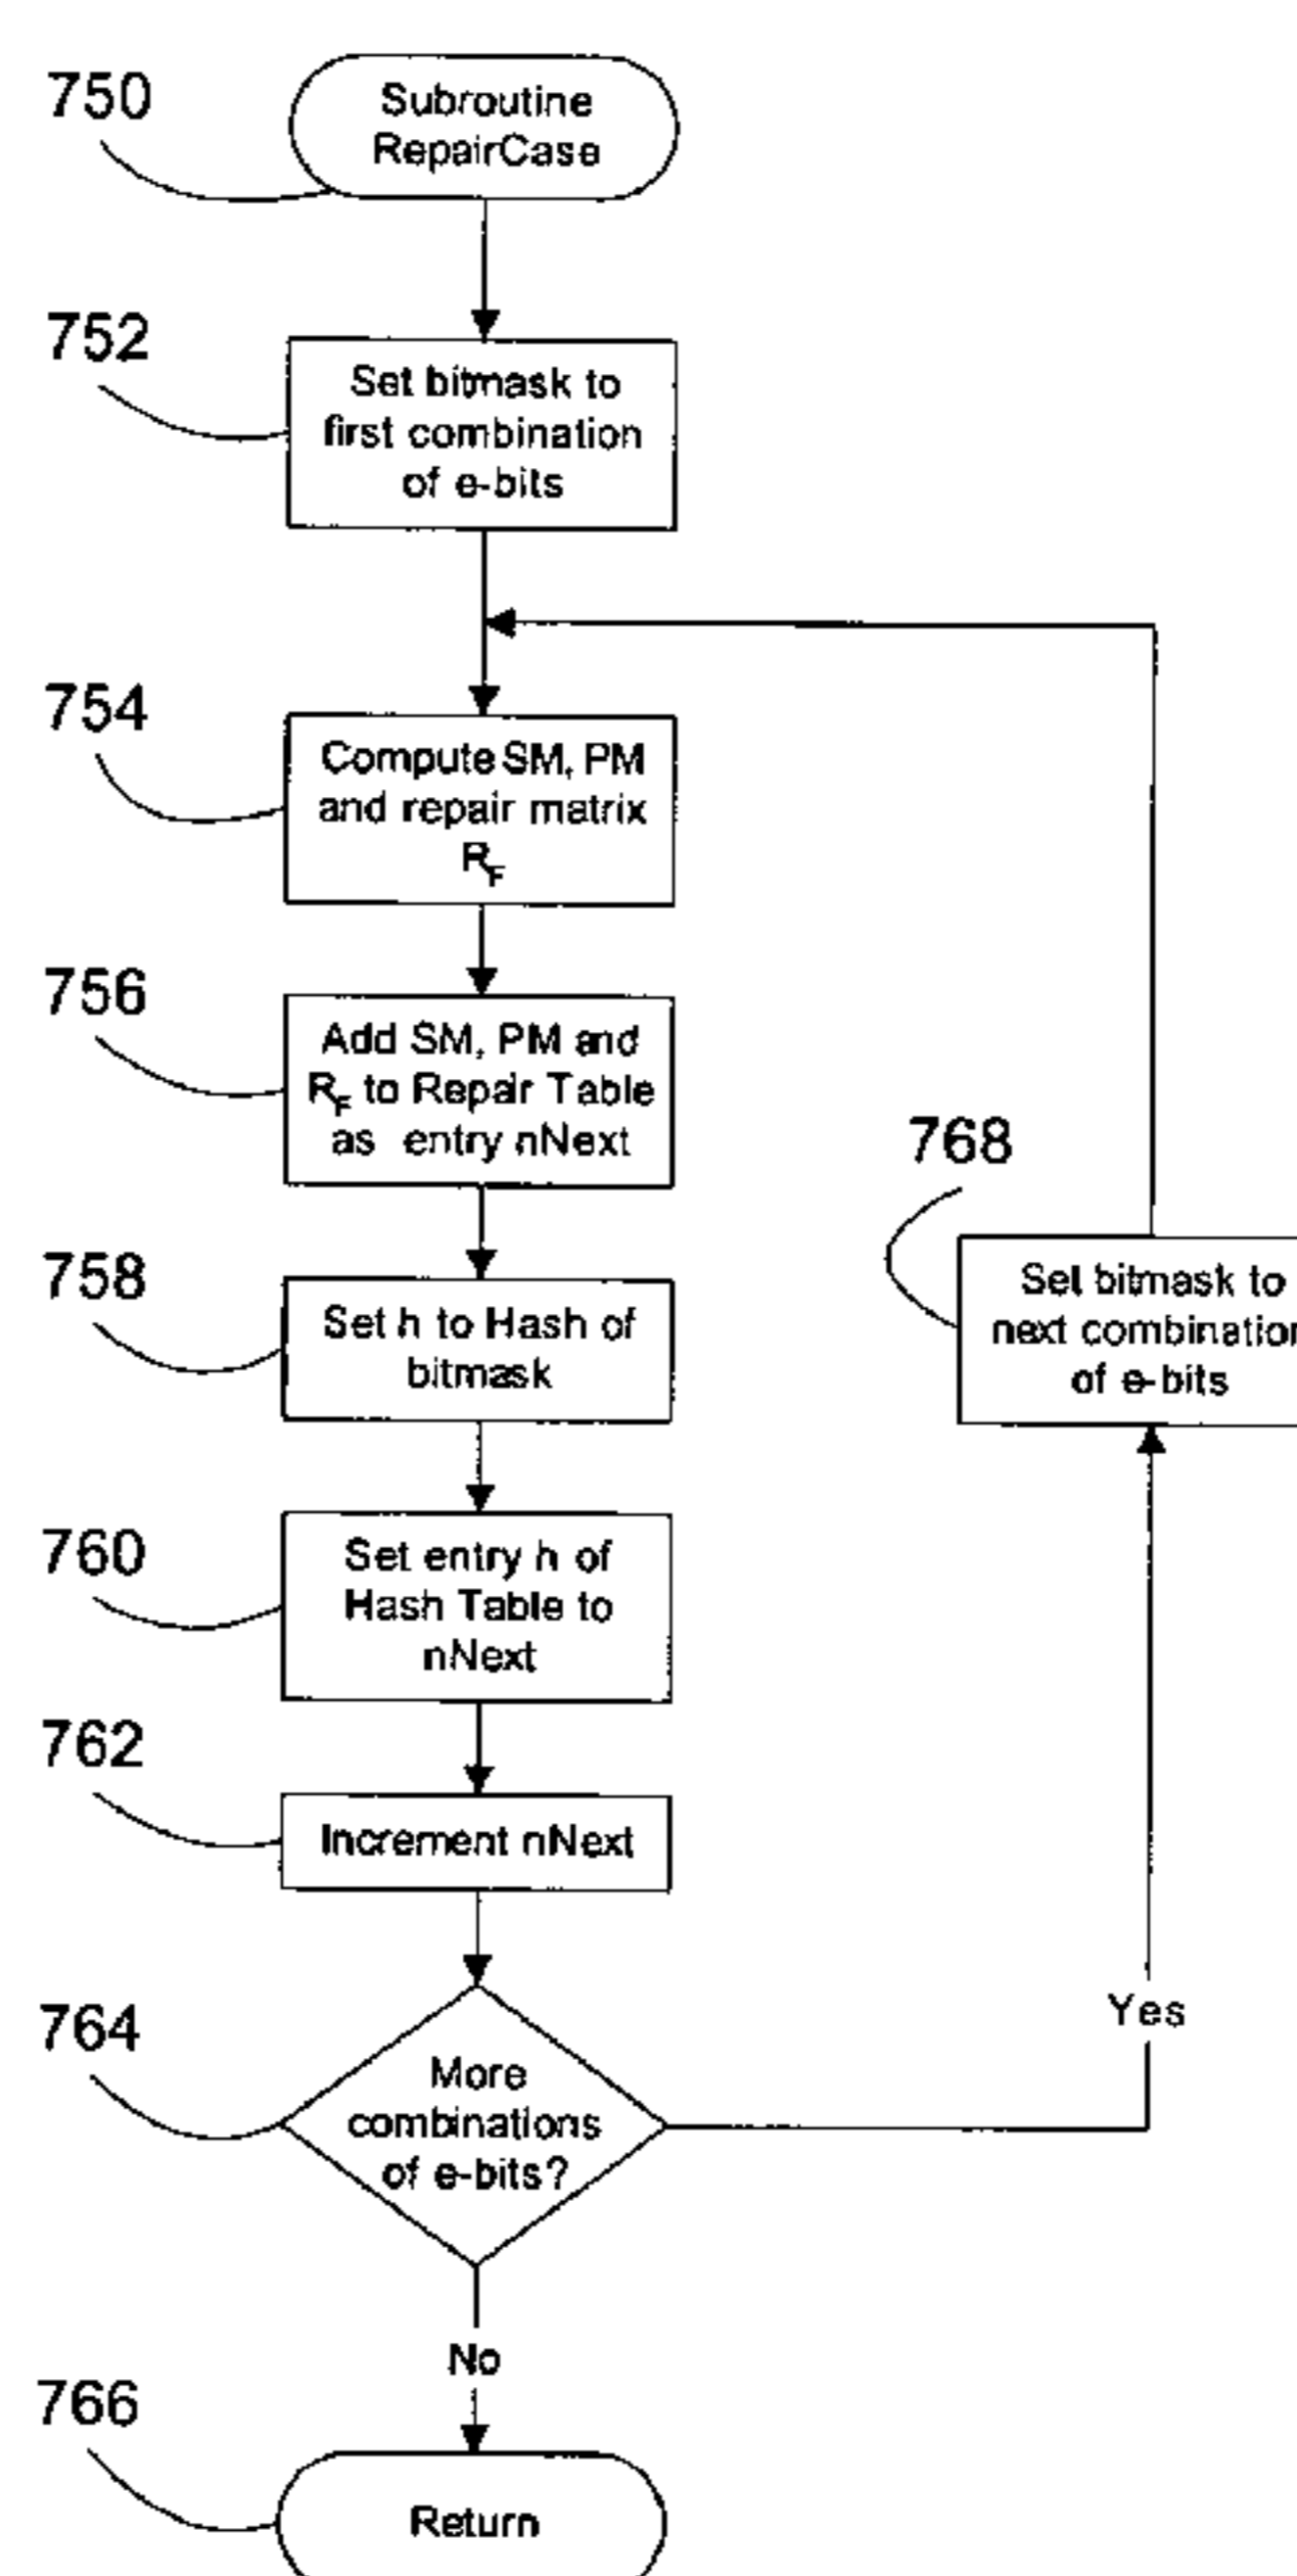 750
Subroutine
RepairCase
752
Set bitmask to
first combination
of e-bits
754
Compute SM, PM
and repair matrix
RF
756
Add SM, PM and
RF to Repair Table
as entry nNext
758
Set h to Hash of
bitmask
768
Set bitmask to
next combination
of e-bits
760
Set entry h of
Hash Table to
nNext
762
Increment nNext
764
More
combinations
of e-bits?
Yes
No
766
Return